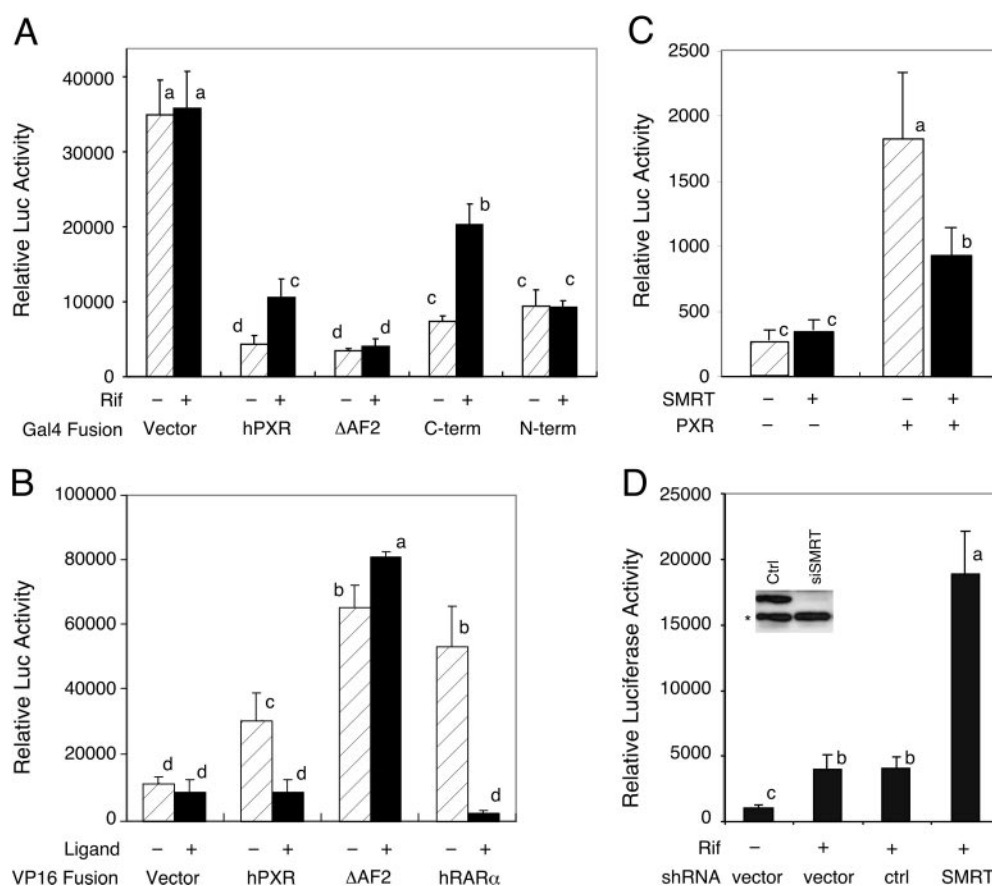 A
Relative Luc Activity
40000
30000
20000
10000
0
a a
d c
d d
c b
c c
Rif − + − + − + − + − +
Gal4 Fusion Vector hPXR ΔAF2 C-term N-term
B
Relative Luc Activity
100000
80000
60000
40000
20000
0
d d
c d
b a
b d
Ligand − + − + − + − +
VP16 Fusion Vector hPXR ΔAF2 hRARα
C
Relative Luc Activity
2500
2000
1500
1000
500
0
c c
a b
SMRT − + − +
PXR − − + +
D
Relative Luciferase Activity
25000
20000
15000
10000
5000
0
Ctrl
siSMRT
*
c b b a
Rif − + + +
shRNA vector vector ctrl SMRT